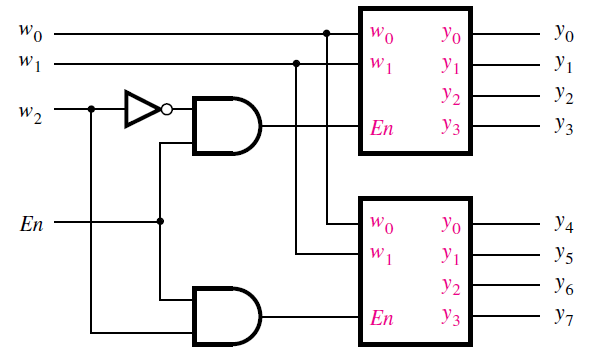 w0 w0 y0 y0
w1 w1 y1 y1
y2 y2
w2
En y3 y3
En w0 y0 y4
w1 y1 y5
y2 y6
En y3 y7